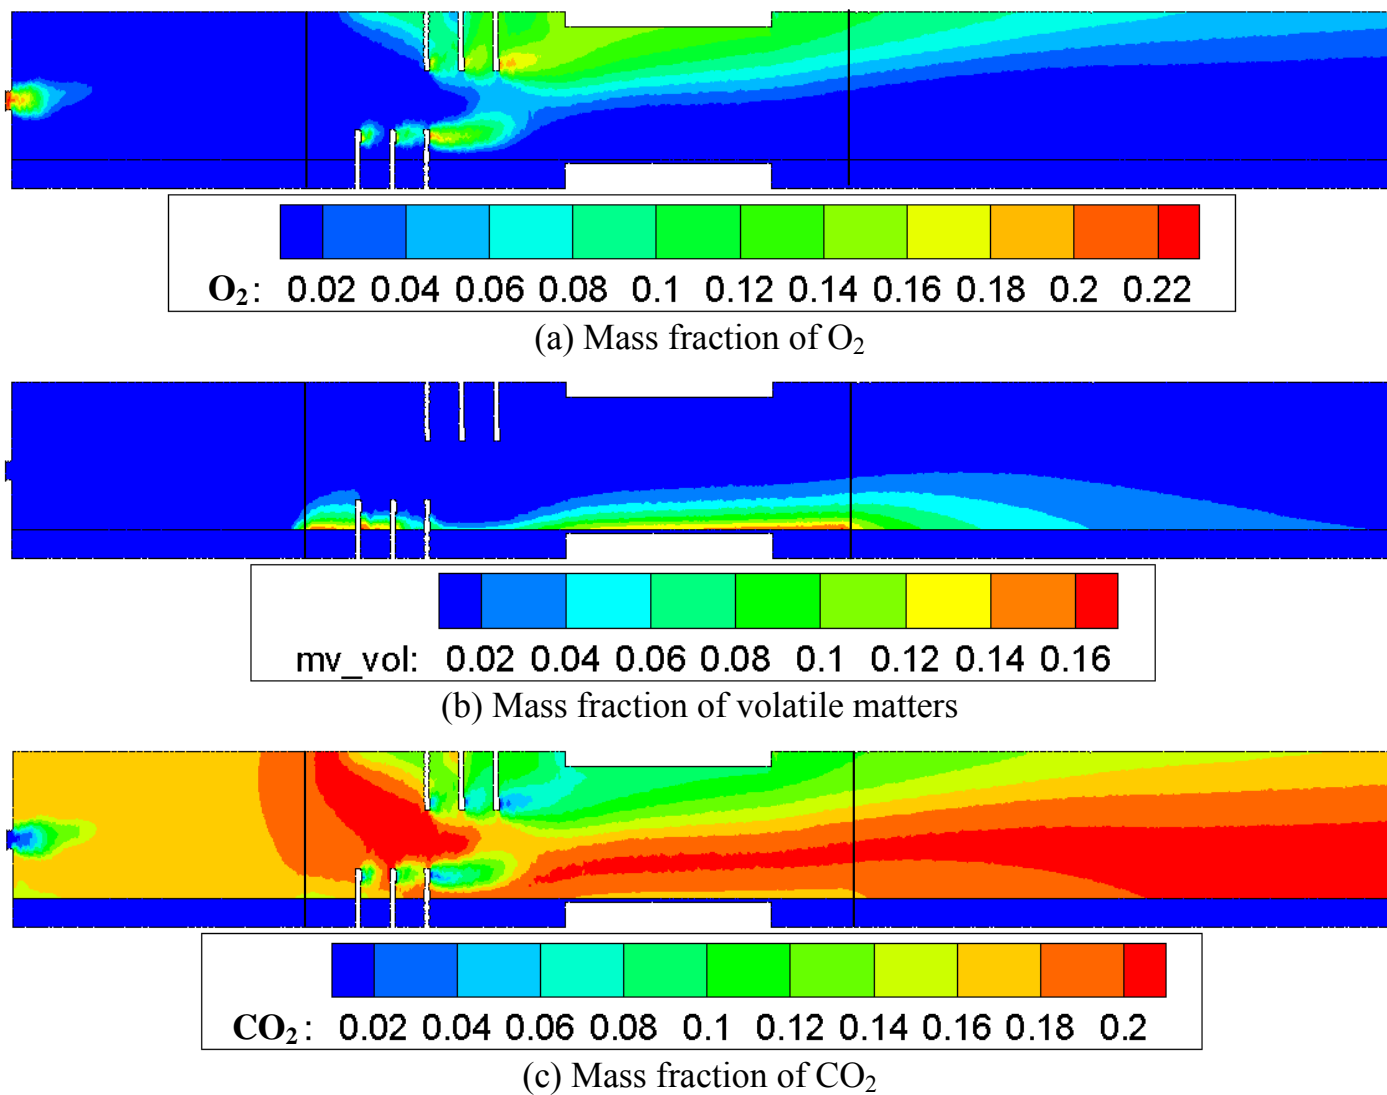 O₂: 0.02 0.04 0.06 0.08 0.1 0.12 0.14 0.16 0.18 0.2 0.22
(a) Mass fraction of O₂
mv_vol: 0.02 0.04 0.06 0.08 0.1 0.12 0.14 0.16
(b) Mass fraction of volatile matters
CO₂: 0.02 0.04 0.06 0.08 0.1 0.12 0.14 0.16 0.18 0.2
(c) Mass fraction of CO₂